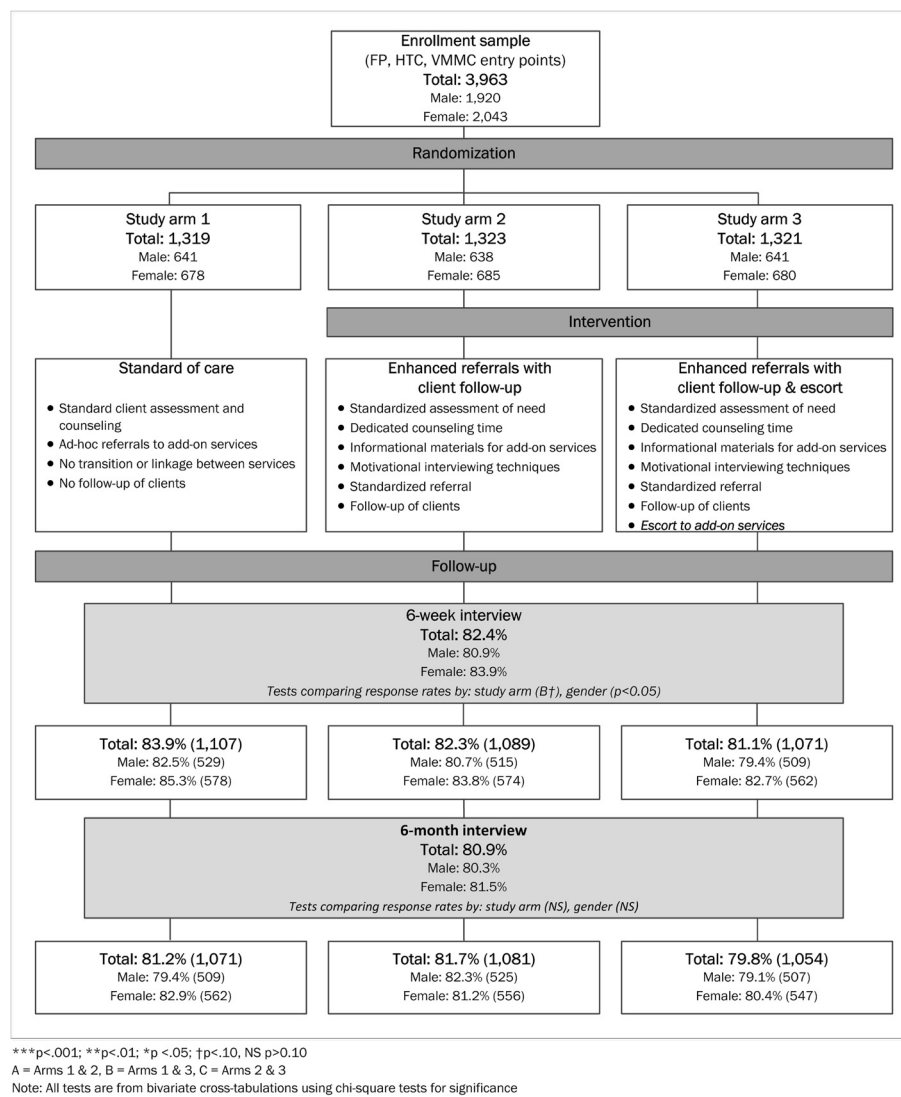 Enrollment sample
(FP, HTC, VMMC entry points)
Total: 3,963
Male: 1,920
Female: 2,043
Randomization
Study arm 1
Total: 1,319
Male: 641
Female: 678
Study arm 2
Total: 1,323
Male: 638
Female: 685
Study arm 3
Total: 1,321
Male: 641
Female: 680
Intervention
Standard of care
● Standard client assessment and
counseling
● Ad-hoc referrals to add-on services
● No transition or linkage between services
● No follow-up of clients
Enhanced referrals with
client follow-up
● Standardized assessment of need
● Dedicated counseling time
● Informational materials for add-on services
● Motivational interviewing techniques
● Standardized referral
● Follow-up of clients
Enhanced referrals with
client follow-up & escort
● Standardized assessment of need
● Dedicated counseling time
● Informational materials for add-on services
● Motivational interviewing techniques
● Standardized referral
● Follow-up of clients
● Escort to add-on services
Follow-up
6-week interview
Total: 82.4%
Male: 80.9%
Female: 83.9%
Tests comparing response rates by: study arm (B†), gender (p<0.05)
Total: 83.9% (1,107)
Male: 82.5% (529)
Female: 85.3% (578)
Total: 82.3% (1,089)
Male: 80.7% (515)
Female: 83.8% (574)
Total: 81.1% (1,071)
Male: 79.4% (509)
Female: 82.7% (562)
6-month interview
Total: 80.9%
Male: 80.3%
Female: 81.5%
Tests comparing response rates by: study arm (NS), gender (NS)
Total: 81.2% (1,071)
Male: 79.4% (509)
Female: 82.9% (562)
Total: 81.7% (1,081)
Male: 82.3% (525)
Female: 81.2% (556)
Total: 79.8% (1,054)
Male: 79.1% (507)
Female: 80.4% (547)
***p<.001; **p<.01; *p <.05; †p<.10, NS p>0.10
A = Arms 1 & 2, B = Arms 1 & 3, C = Arms 2 & 3
Note: All tests are from bivariate cross-tabulations using chi-square tests for significance